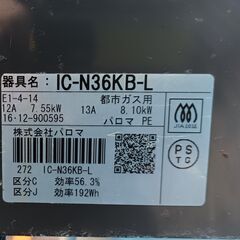 器具名：IC-N36KB-L
E1-4-14 都市ガス用
12A 7.55kW 13A 8.10kW
16·12-900595 パロマ PE
株式会社パロマ
272 IC-N36KB-L
区分C 効率56.3%
区分J 効率192Wh
PS
TG